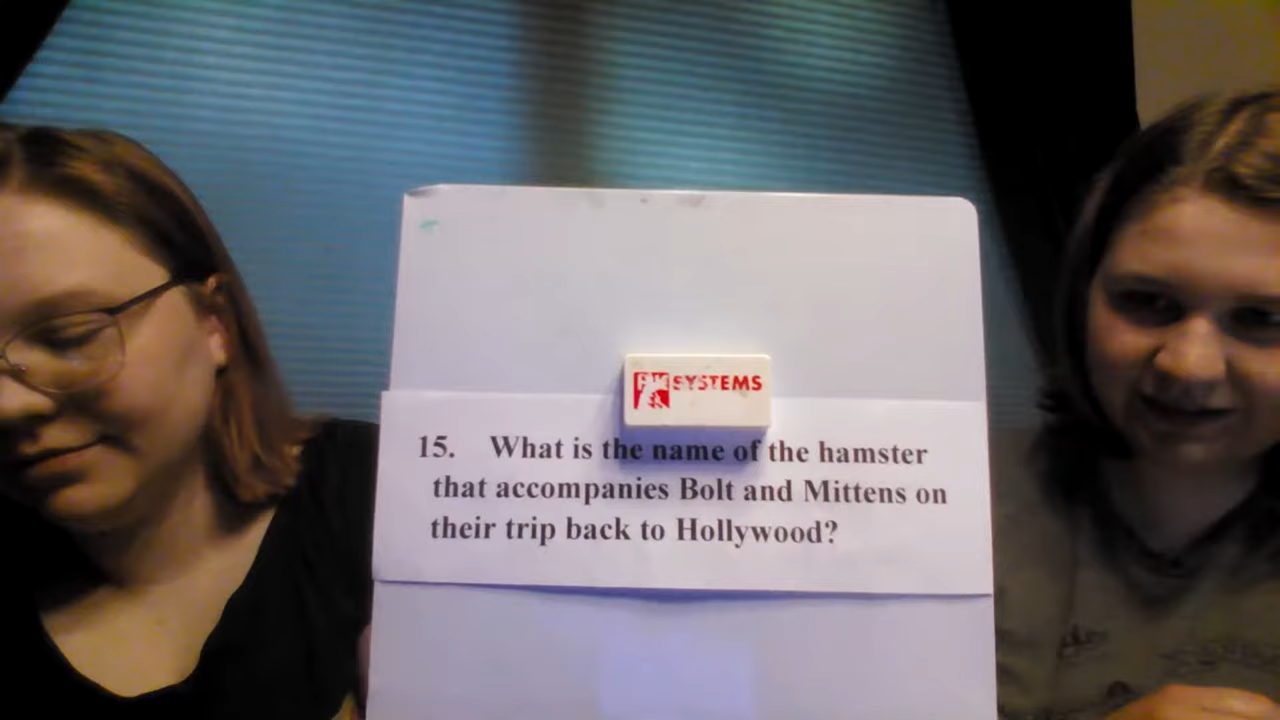 SYSTEMS
15. What is the name of the hamster
that accompanies Bolt and Mittens on
their trip back to Hollywood?